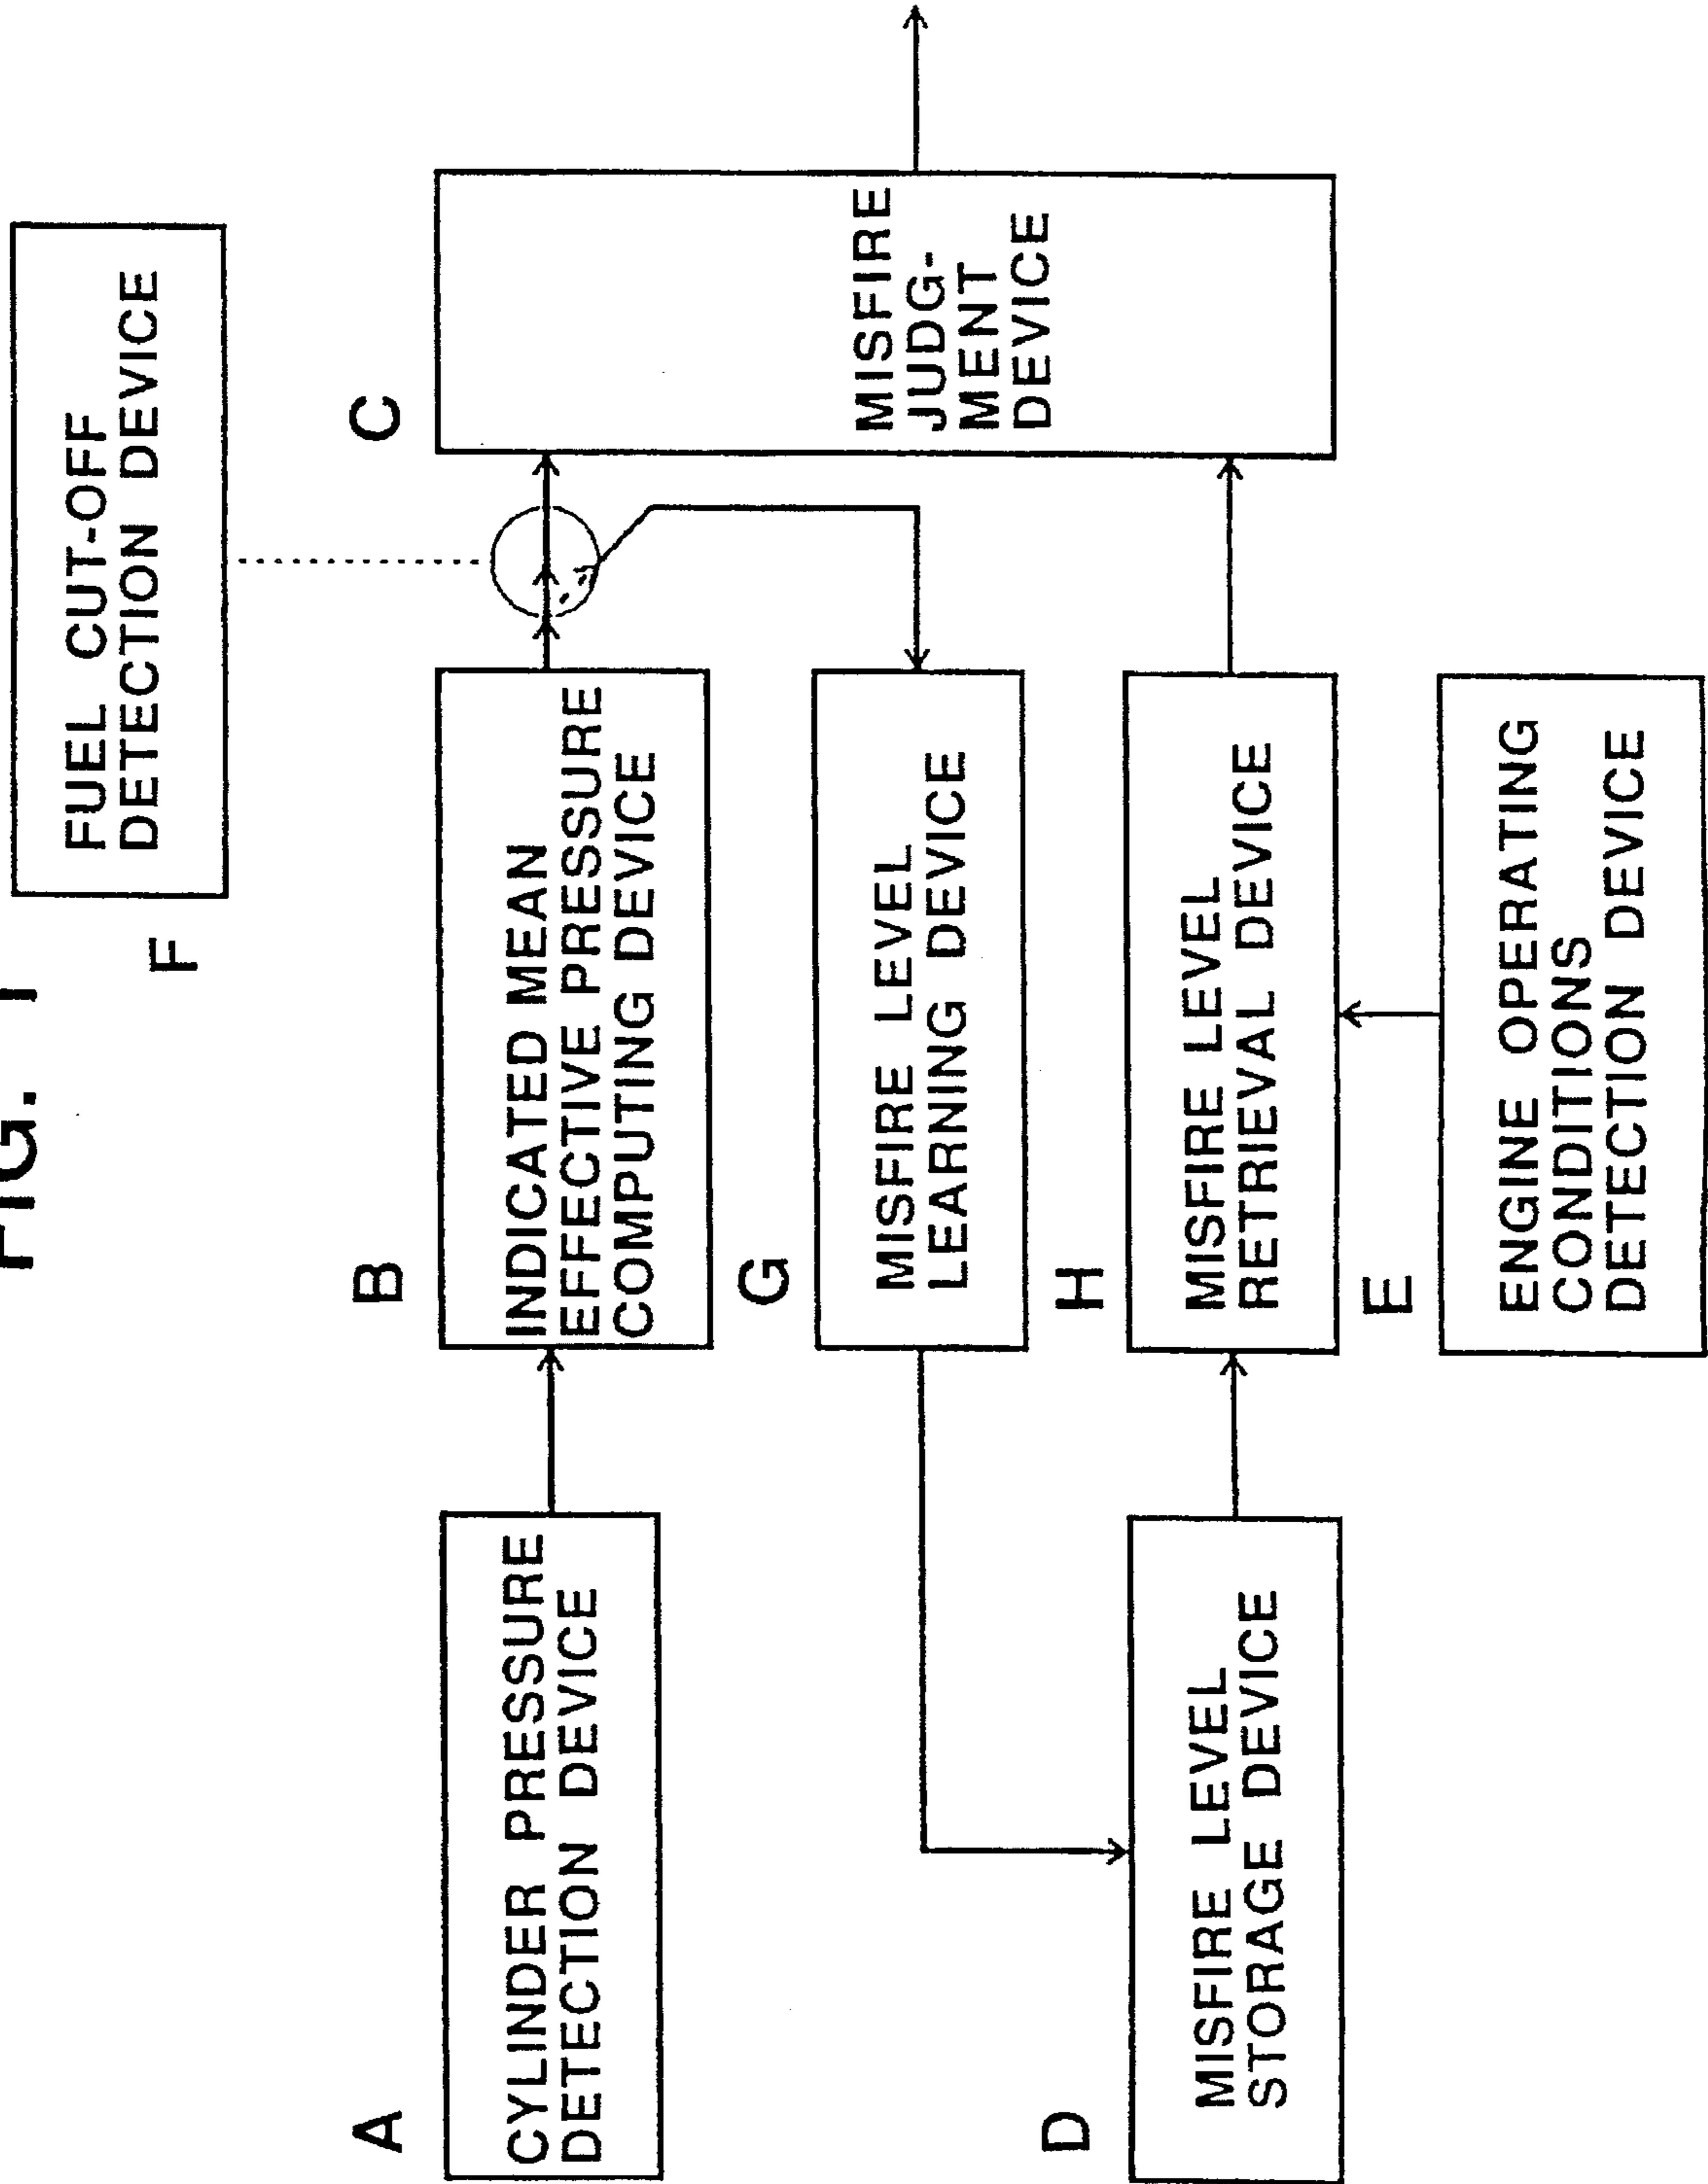 FIG. 1
F
FUEL CUT-OFF
DETECTION DEVICE
A
CYLINDER PRESSURE
DETECTION DEVICE
B
INDICATED MEAN
EFFECTIVE PRESSURE
COMPUTING DEVICE
C
MISFIRE
JUDG-
MENT
DEVICE
G
MISFIRE LEVEL
LEARNING DEVICE
D
MISFIRE LEVEL
STORAGE DEVICE
H
MISFIRE LEVEL
RETRIEVAL DEVICE
E
ENGINE OPERATING
CONDITIONS
DETECTION DEVICE